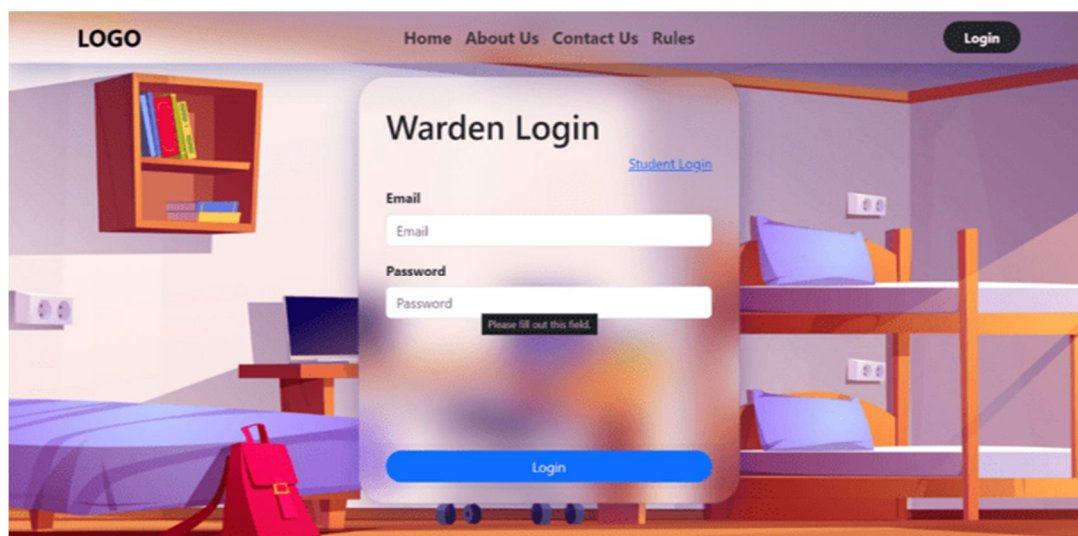 LOGO
Home About Us Contact Us Rules
Login
Warden Login
Student Login
Email
Email
Password
Password
Please fill out this field.
Login